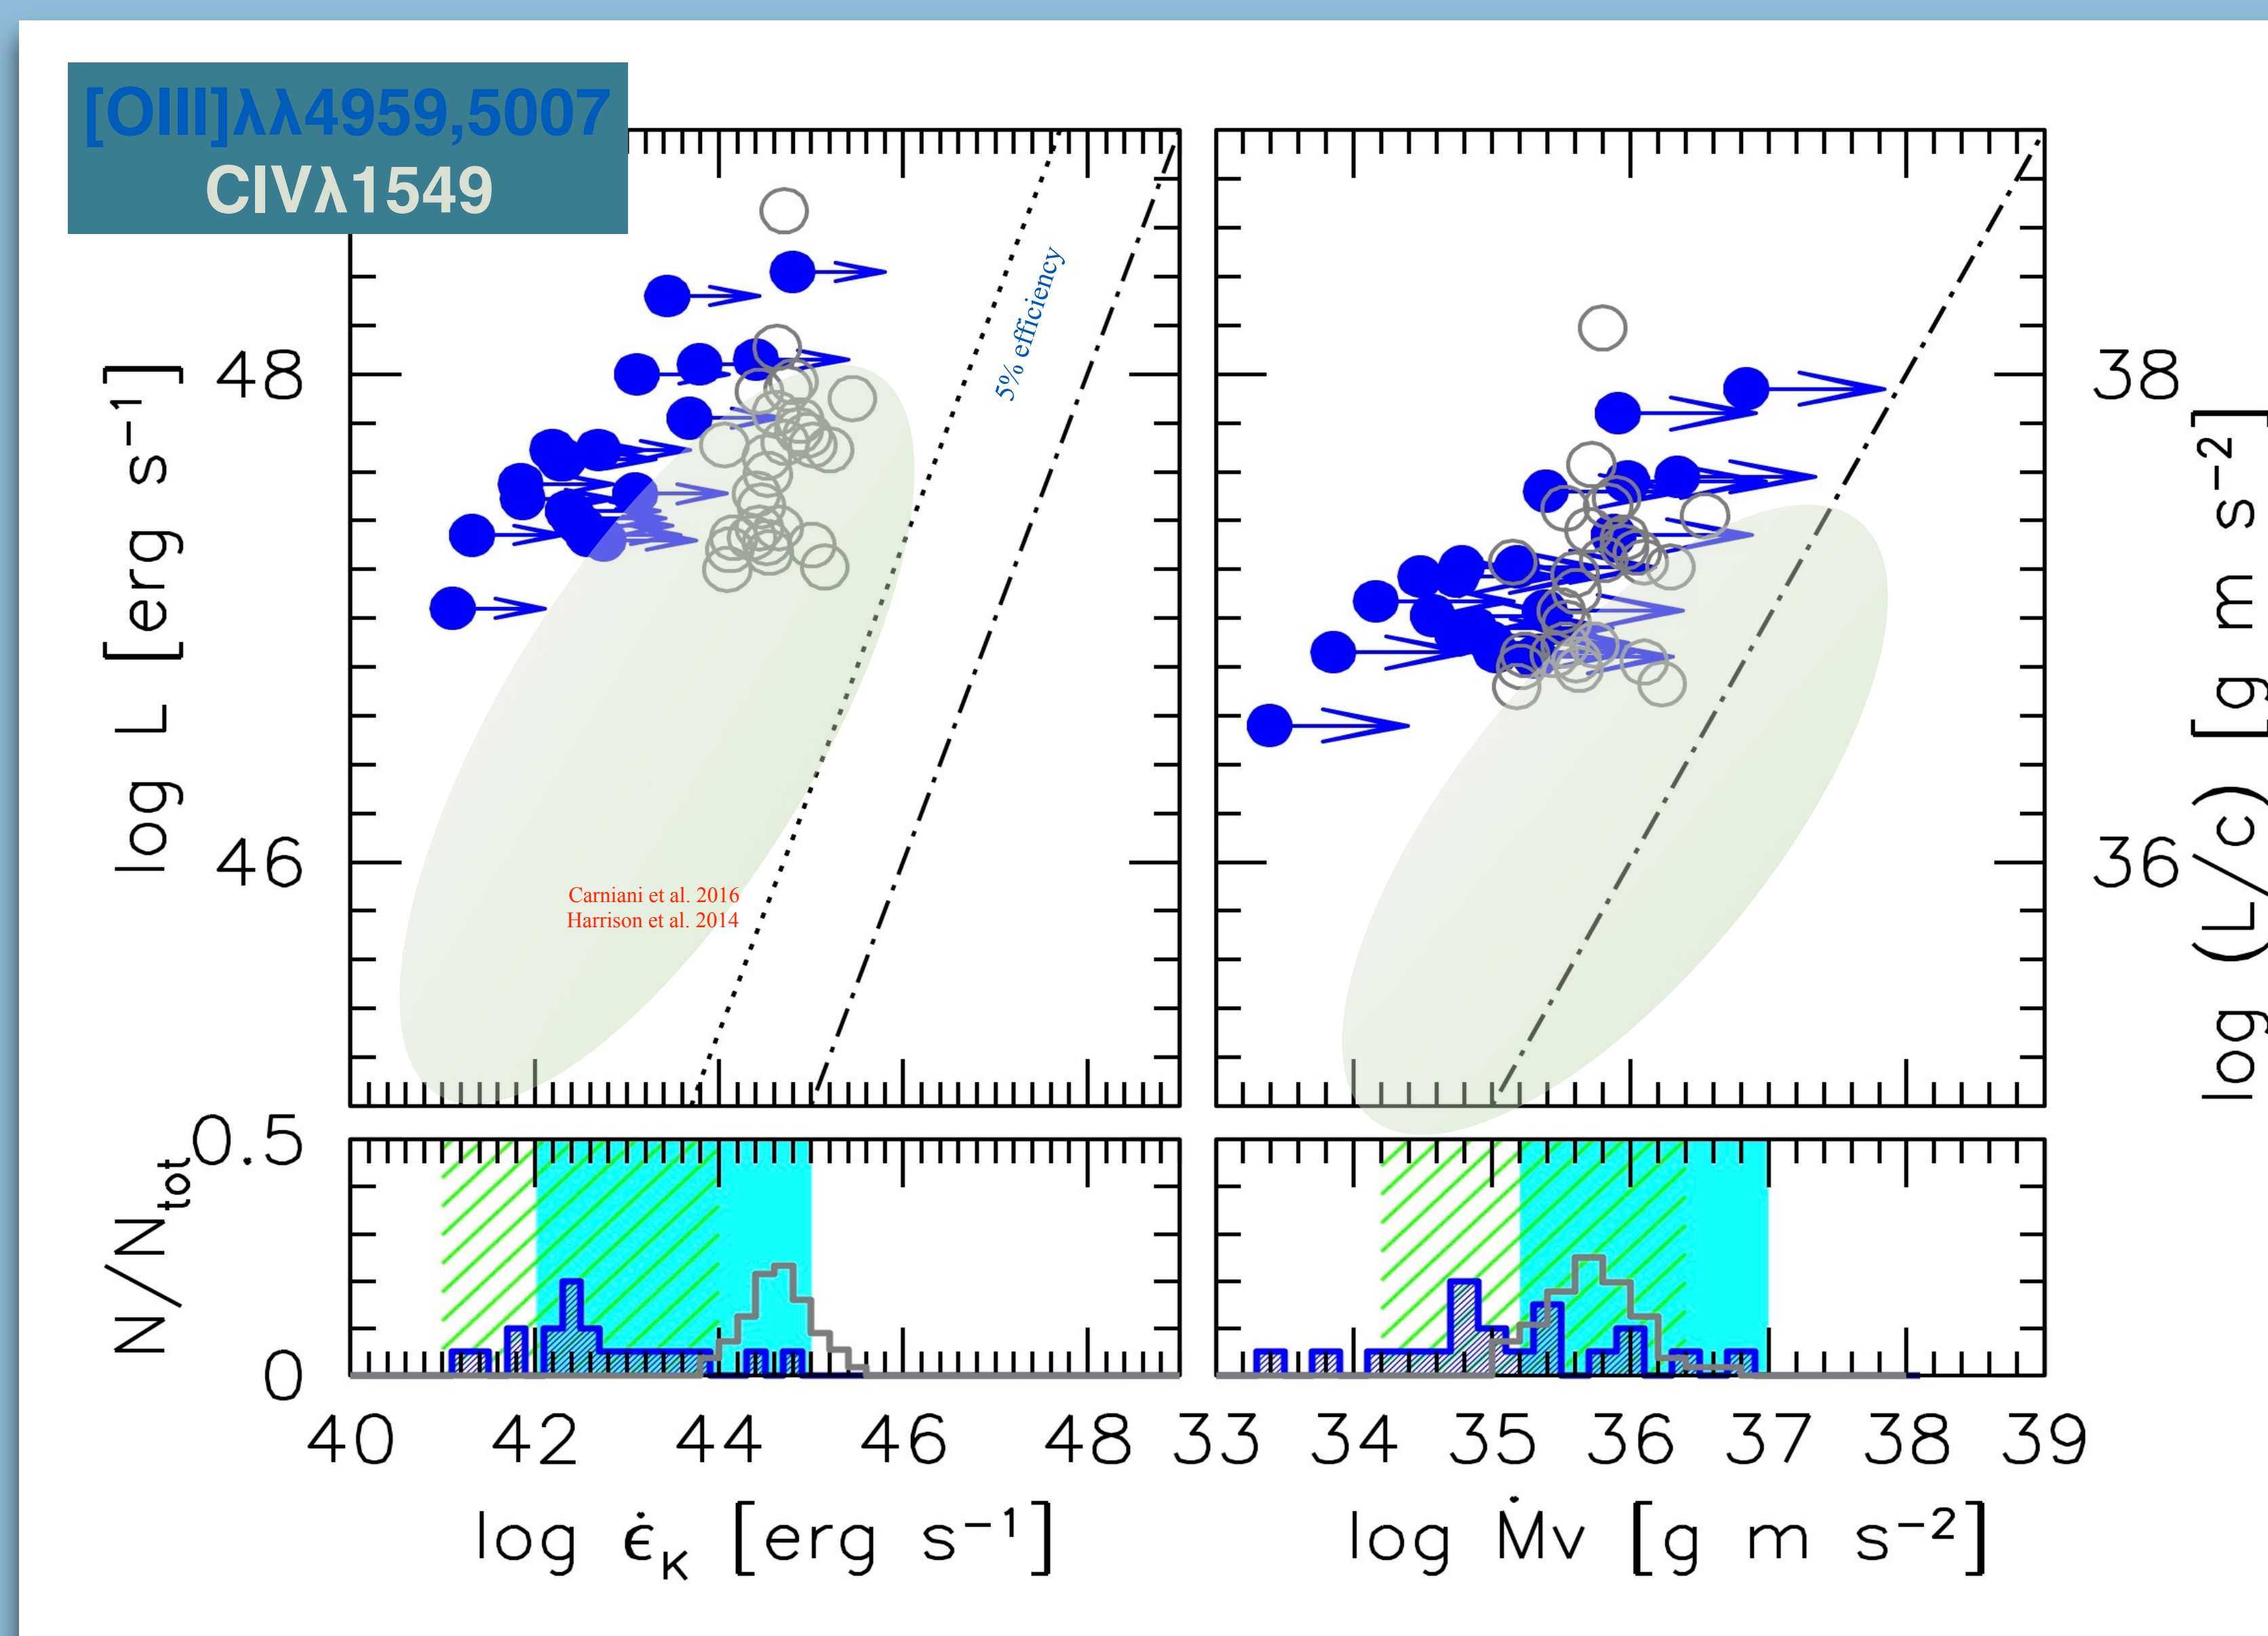 [OIII]λλ4959,5007
CIVλ1549
5% efficiency
log L [erg s⁻¹]
48
46
Carniani et al. 2016
Harrison et al. 2014
38
36
log (L/c) [g m s⁻²]
N/Ntot
0.5
0
40 42 44 46 48 33 34 35 36 37 38 39
log ϵ̇K [erg s⁻¹] log Ṁv [g m s⁻²]